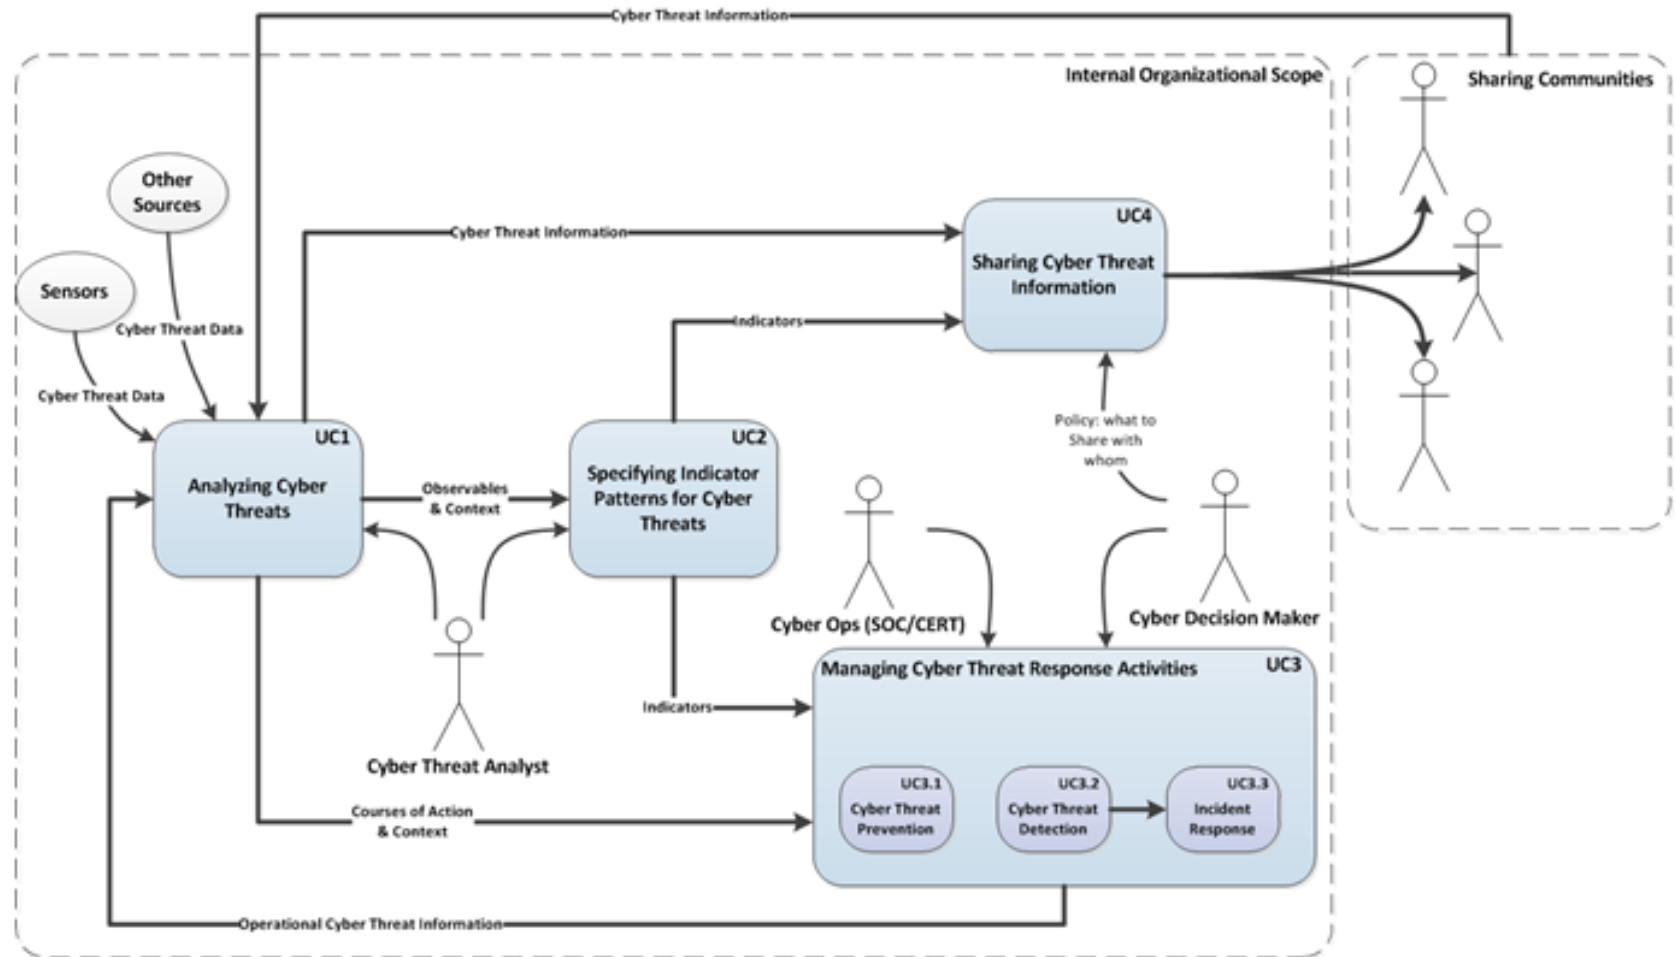 Cyber Threat Information
Internal Organizational Scope
Sharing Communities
Other
Sources
Sensors
Cyber Threat Data
Cyber Threat Data
Cyber Threat Information
UC4
Sharing Cyber Threat
Information
Indicators
Policy: what to
Share with
whom
UC1
Analyzing Cyber
Threats
Observables
& Context
UC2
Specifying Indicator
Patterns for Cyber
Threats
Cyber Ops (SOC/CERT)
Cyber Decision Maker
Cyber Threat Analyst
Indicators
Managing Cyber Threat Response Activities
UC3
UC3.1
Cyber Threat
Prevention
UC3.2
Cyber Threat
Detection
UC3.3
Incident
Response
Courses of Action
& Context
Operational Cyber Threat Information